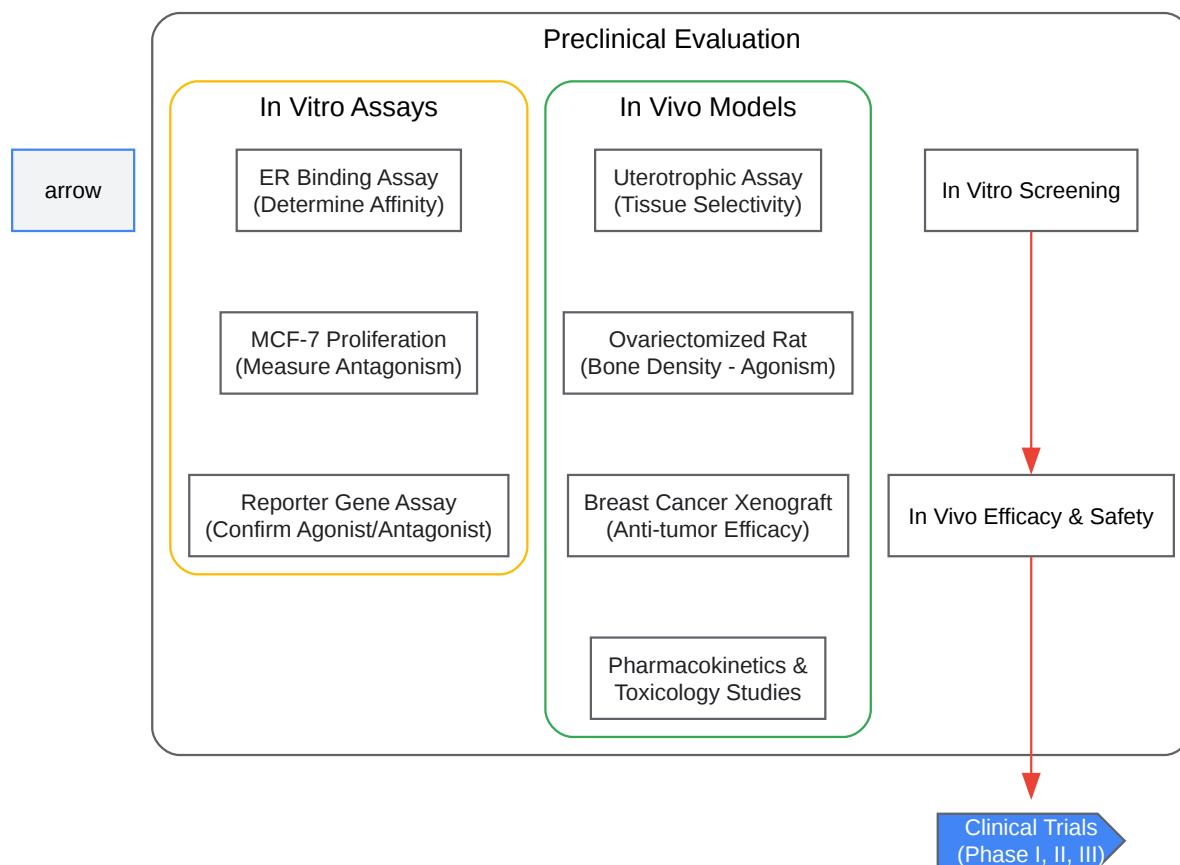 Preclinical Evaluation
In Vitro Assays
In Vivo Models
arrow
ER Binding Assay
(Determine Affinity)
Uterotrophic Assay
(Tissue Selectivity)
In Vitro Screening
MCF-7 Proliferation
(Measure Antagonism)
Ovariectomized Rat
(Bone Density - Agonism)
Reporter Gene Assay
(Confirm Agonist/Antagonist)
Breast Cancer Xenograft
(Anti-tumor Efficacy)
In Vivo Efficacy & Safety
Pharmacokinetics &
Toxicology Studies
Clinical Trials
(Phase I, II, III)